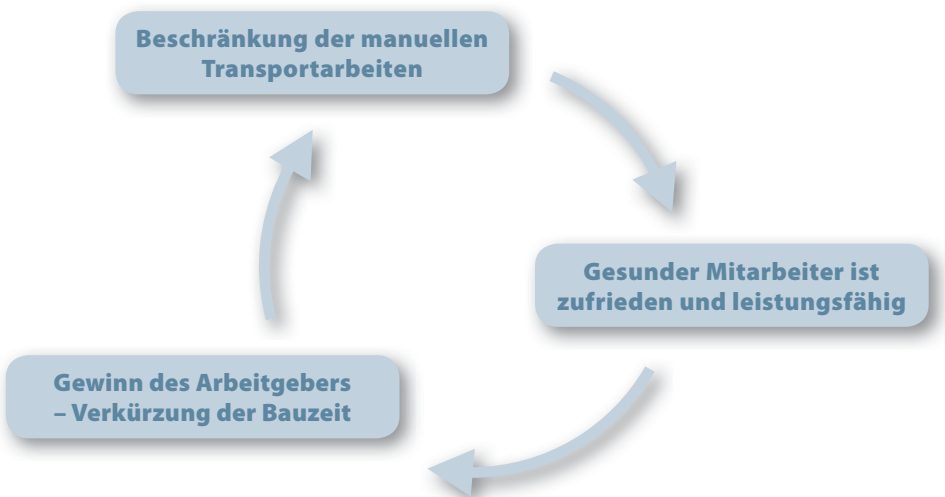 Beschränkung der manuellen
Transportarbeiten
Gesunder Mitarbeiter ist
zufrieden und leistungsfähig
Gewinn des Arbeitgebers
– Verkürzung der Bauzeit